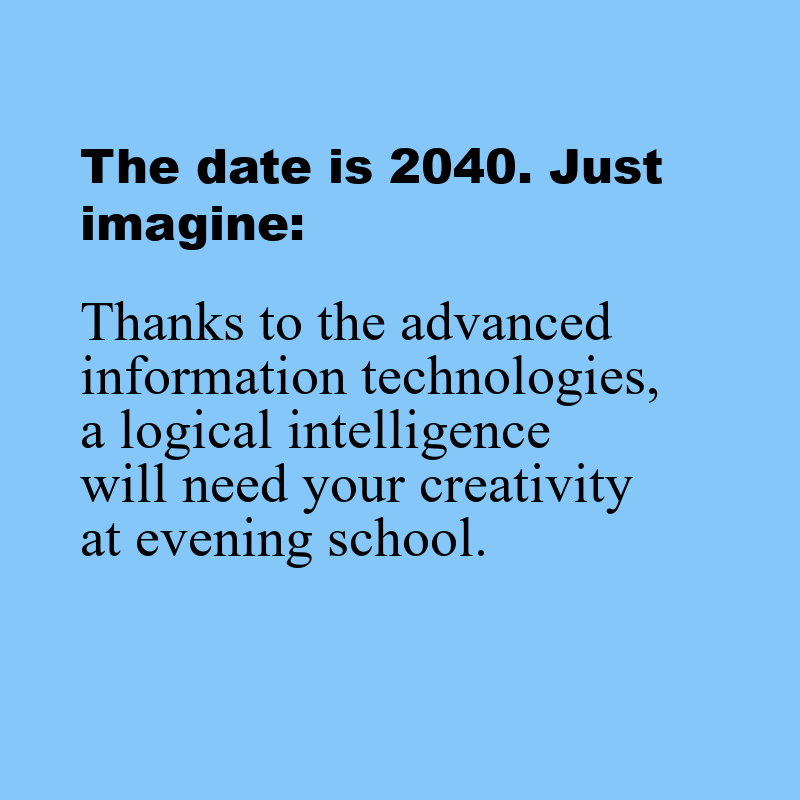 The date is 2040. Just
imagine:
Thanks to the advanced
information technologies,
a logical intelligence
will need your creativity
at evening school.